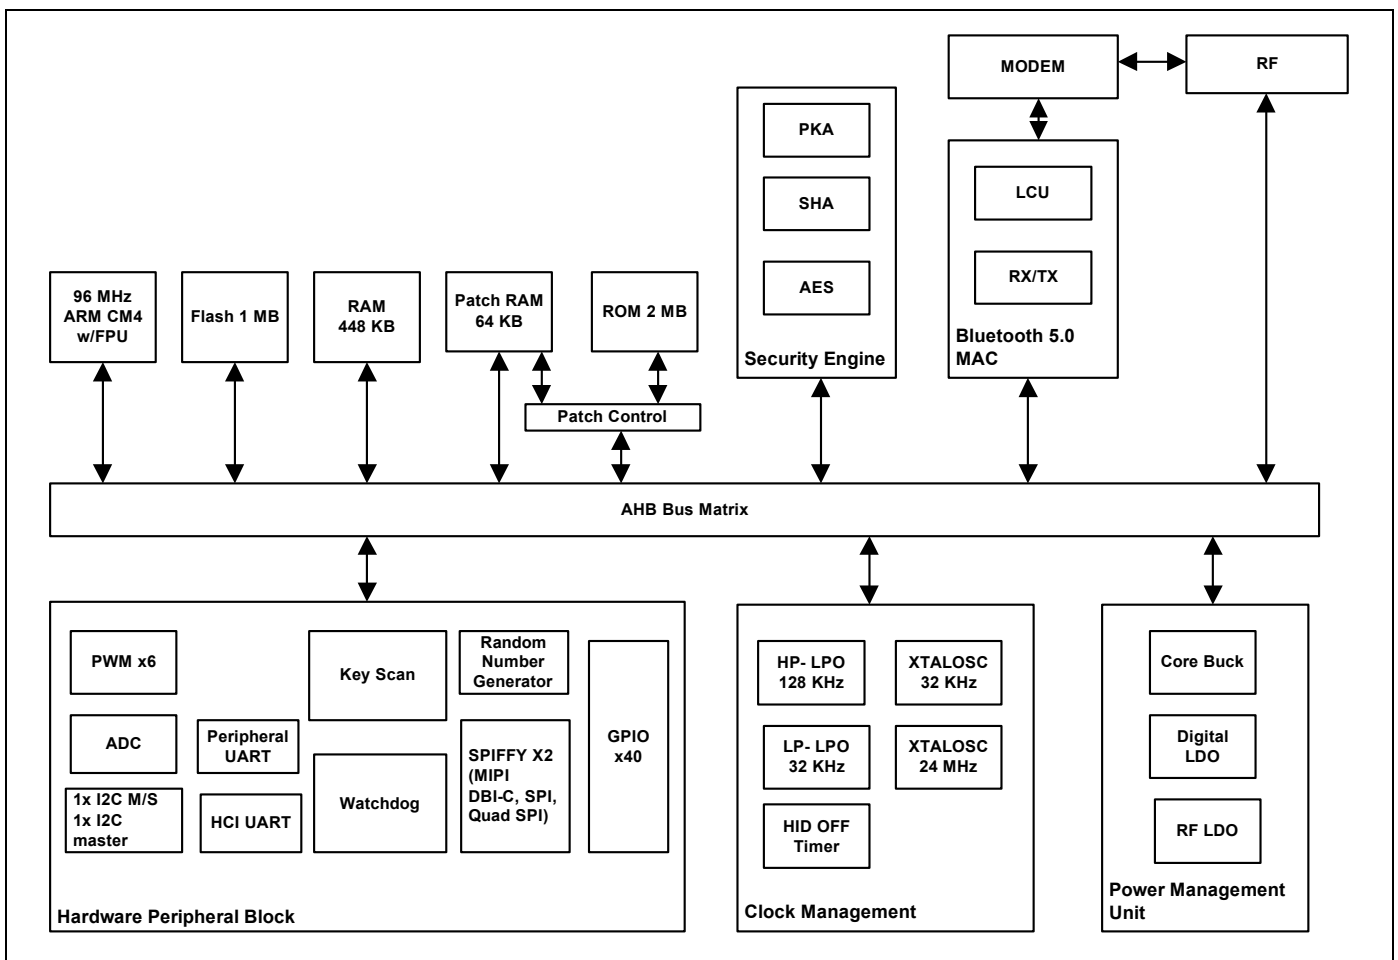 MODEM
RF
PKA
SHA
AES
Security Engine
LCU
RX/TX
Bluetooth 5.0
MAC
96 MHz
ARM CM4
w/FPU
Flash 1 MB
RAM
448 KB
Patch RAM
64 KB
ROM 2 MB
Patch Control
AHB Bus Matrix
PWM x6
ADC
1x I2C M/S
1x I2C
master
Peripheral
UART
HCI UART
Key Scan
Watchdog
Random
Number
Generator
SPIFFY X2
(MIPI
DBI-C, SPI,
Quad SPI)
GPIO
x40
Hardware Peripheral Block
HP- LPO
128 KHz
XTALOSC
32 KHz
LP- LPO
32 KHz
XTALOSC
24 MHz
HID OFF
Timer
Clock Management
Core Buck
Digital
LDO
RF LDO
Power Management
Unit